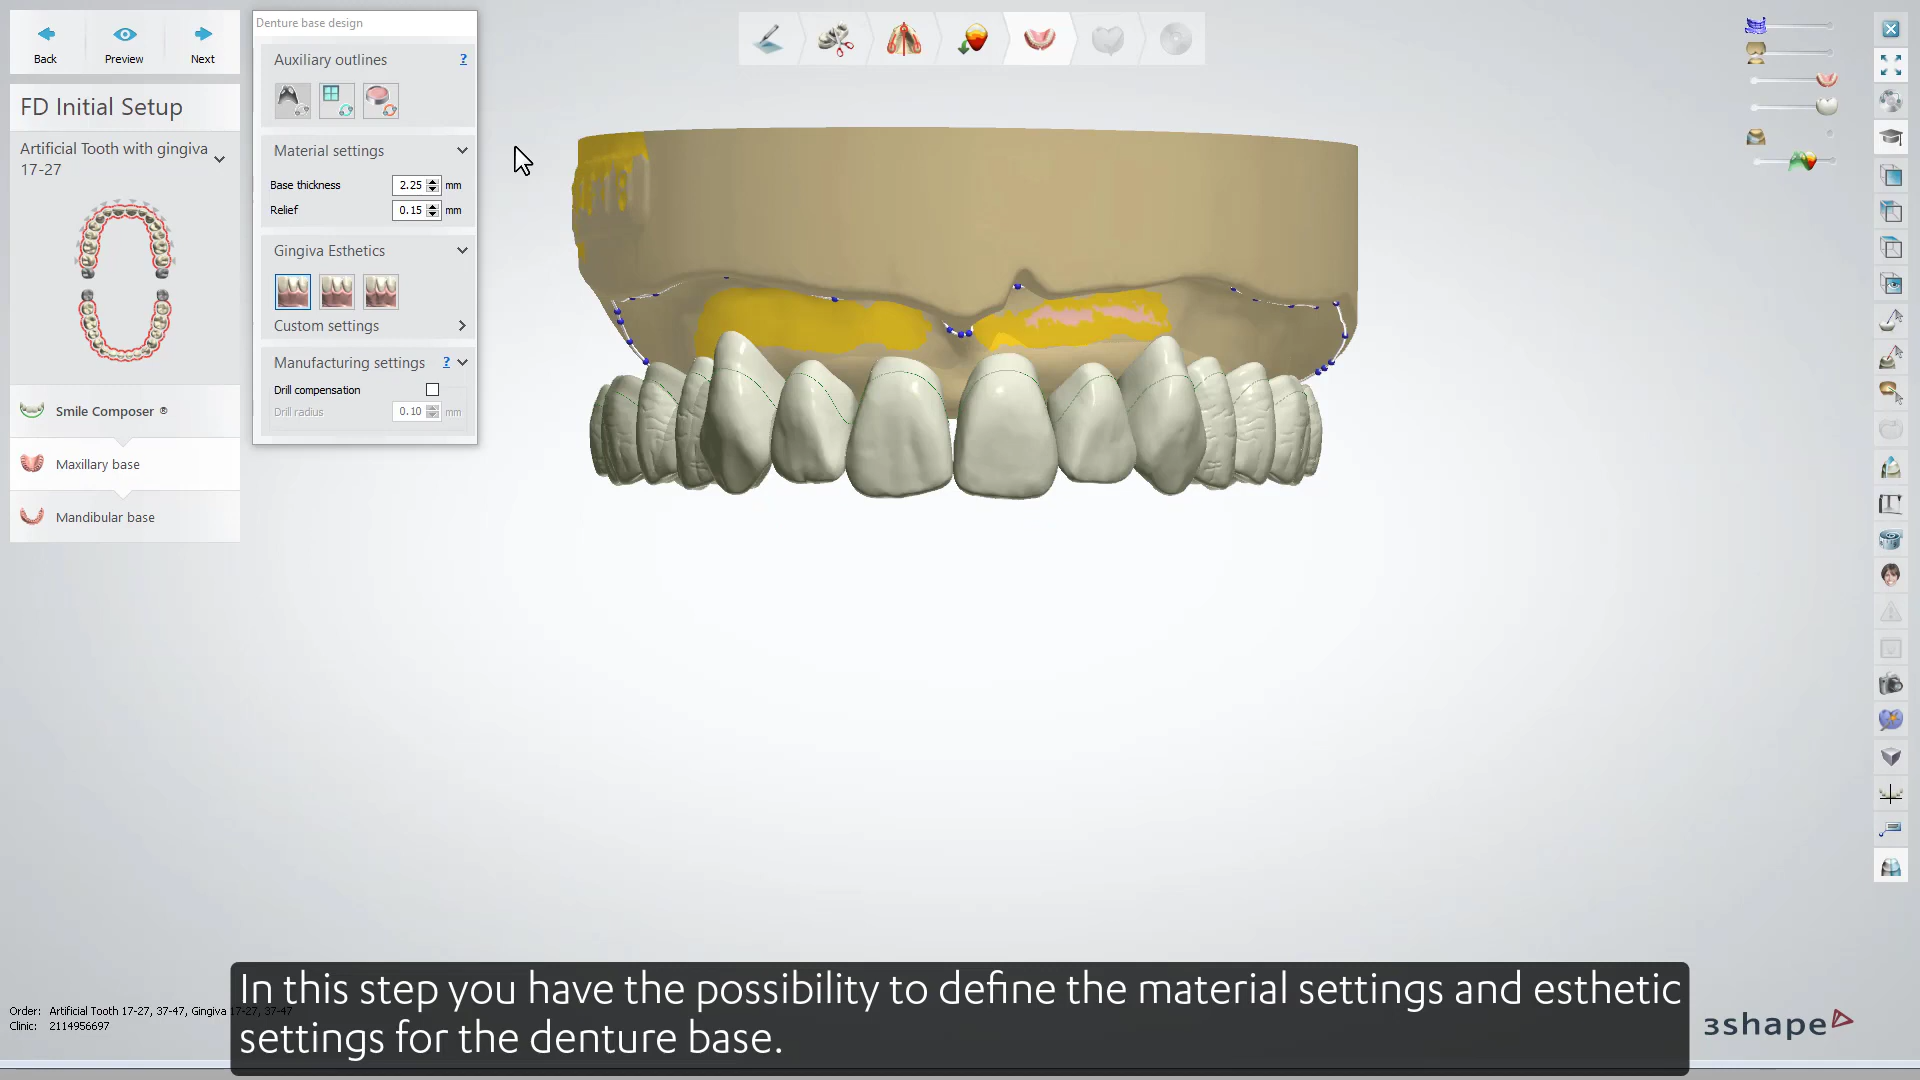 Back
Preview
Next
Denture base design
FD Initial Setup
Artificial Tooth with gingiva
17-27
Smile Composer ®
Maxillary base
Mandibular base
Auxiliary outlines ?
Material settings
Base thickness 2.25 mm
Relief 0.15 mm
Gingiva Esthetics
Custom settings
Manufacturing settings ?
Drill compensation
Drill radius 0.10 mm
In this step you have the possibility to define the material settings and esthetic
settings for the denture base.
Order: Artificial Tooth 17-27, 37-47, Gingiva 17-27, 37-47
Clinic: 2114956697
3shape